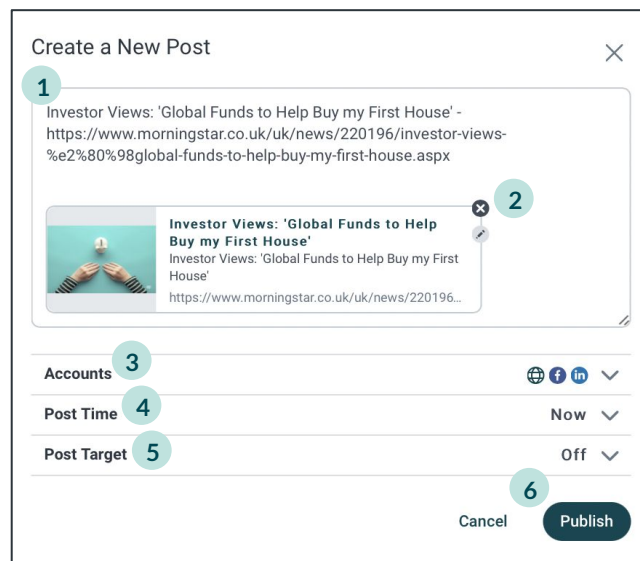 Create a New Post
1
Investor Views: 'Global Funds to Help Buy my First House' -
https://www.morningstar.co.uk/uk/news/220196/investor-views-
%e2%80%98global-funds-to-help-buy-my-first-house.aspx
2
Investor Views: 'Global Funds to Help
Buy my First House'
Investor Views: 'Global Funds to Help Buy my First
House'
https://www.morningstar.co.uk/uk/news/220196...
Accounts 3
f in
Post Time 4 Now
Post Target 5 Off
6
Cancel Publish